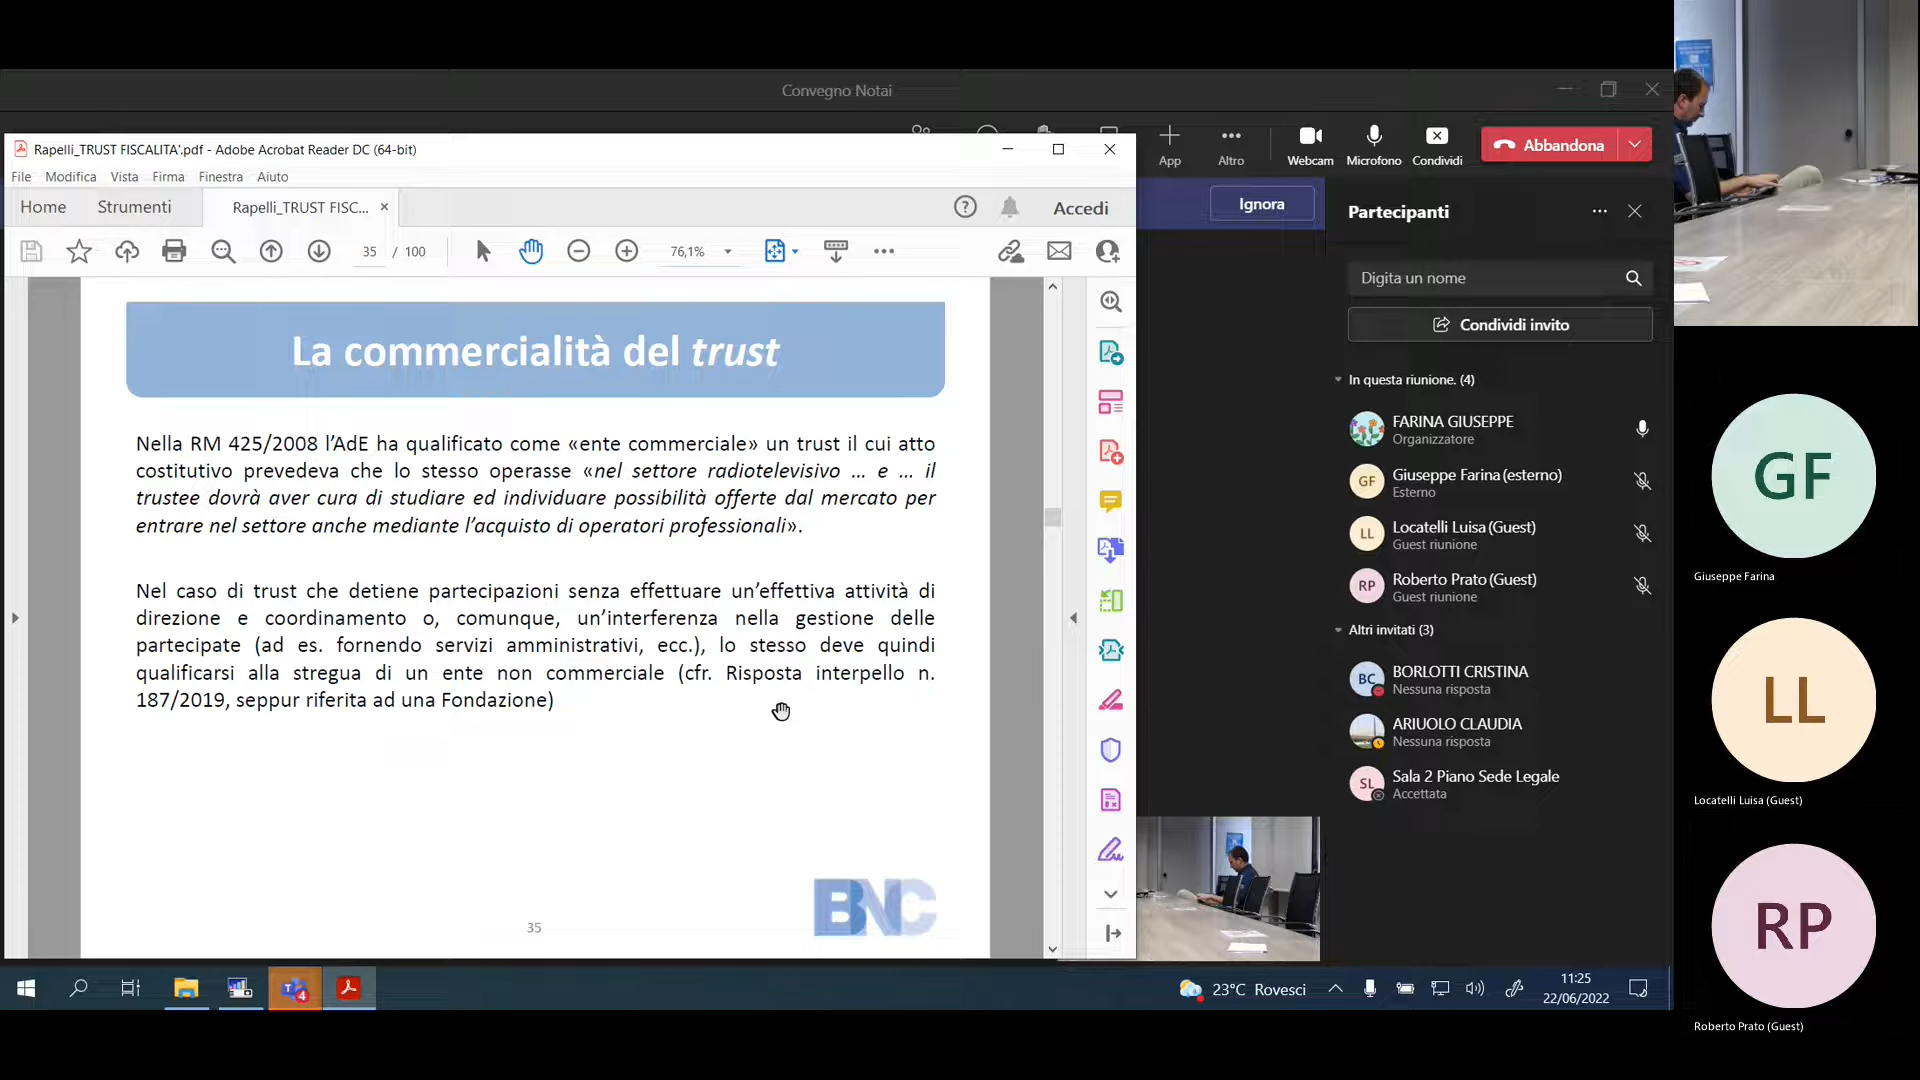 Convegno Notai
Rapelli_TRUST FISCALITA'.pdf - Adobe Acrobat Reader DC (64-bit)
File Modifica Vista Firma Finestra Aiuto
Home Strumenti Rapelli_TRUST FISC... Accedi
35 / 100 76,1%
App Altro Webcam Microfono Condividi Abbandona
Ignora
La commercialità del trust
Nella RM 425/2008 l’AdE ha qualificato come «ente commerciale» un trust il cui atto
costitutivo prevedeva che lo stesso operasse «nel settore radiotelevisivo … e … il
trustee dovrà aver cura di studiare ed individuare possibilità offerte dal mercato per
entrare nel settore anche mediante l’acquisto di operatori professionali».
Nel caso di trust che detiene partecipazioni senza effettuare un’effettiva attività di
direzione e coordinamento o, comunque, un’interferenza nella gestione delle
partecipate (ad es. fornendo servizi amministrativi, ecc.), lo stesso deve quindi
qualificarsi alla stregua di un ente non commerciale (cfr. Risposta interpello n.
187/2019, seppur riferita ad una Fondazione)
35
BNC
Partecipanti
Digita un nome
Condividi invito
In questa riunione. (4)
FARINA GIUSEPPE
Organizzatore
GF
Giuseppe Farina (esterno)
Esterno
LL
Locatelli Luisa (Guest)
Guest riunione
RP
Roberto Prato (Guest)
Guest riunione
Altri invitati (3)
BC
BORLOTTI CRISTINA
Nessuna risposta
ARIUOLO CLAUDIA
Nessuna risposta
SL
Sala 2 Piano Sede Legale
Accettata
GF
Giuseppe Farina
LL
Locatelli Luisa (Guest)
RP
Roberto Prato (Guest)
4
23°C Rovesci
11:25
22/06/2022